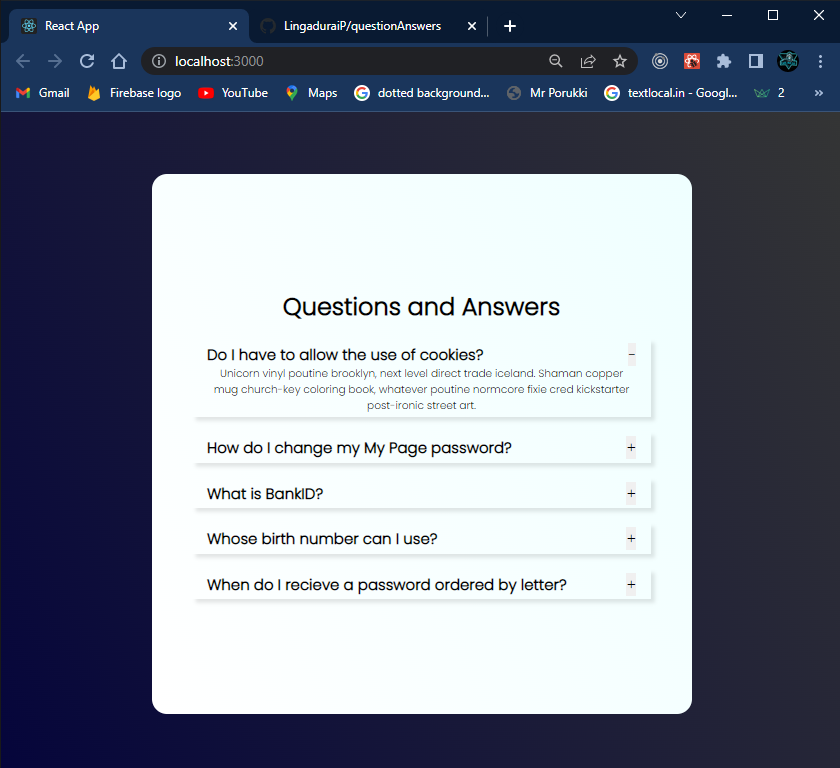 React App
LingaduraiP/questionAnswers
localhost:3000
Gmail
Firebase logo
YouTube
Maps
dotted background...
Mr Porukki
textlocal.in - Googl...
2
»
Questions and Answers
Do I have to allow the use of cookies? -
Unicorn vinyl poutine brooklyn, next level direct trade iceland. Shaman copper
mug church-key coloring book, whatever poutine normcore fixie cred kickstarter
post-ironic street art.
How do I change my My Page password? +
What is BankID? +
Whose birth number can I use? +
When do I recieve a password ordered by letter? +